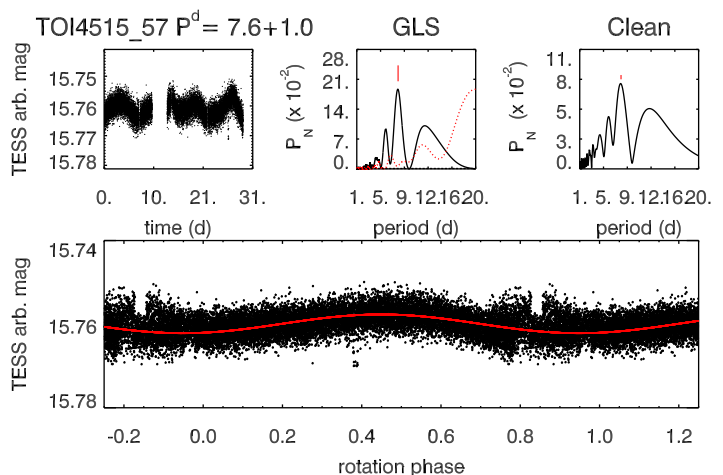 TOI4515_57 P^d = 7.6+1.0
GLS
Clean
TESS arb. mag
15.75
15.76
15.77
15.78
0. 10. 21. 31.
time (d)
P_N (x 10^-2)
28.
21.
14.
7.
0.
1. 5. 9.12.16.20.
period (d)
P_N (x 10^-2)
11.
8.
5.
3.
0.
1. 5. 9.12.16.20.
period (d)
TESS arb. mag
15.74
15.76
15.78
-0.2 0.0 0.2 0.4 0.6 0.8 1.0 1.2
rotation phase